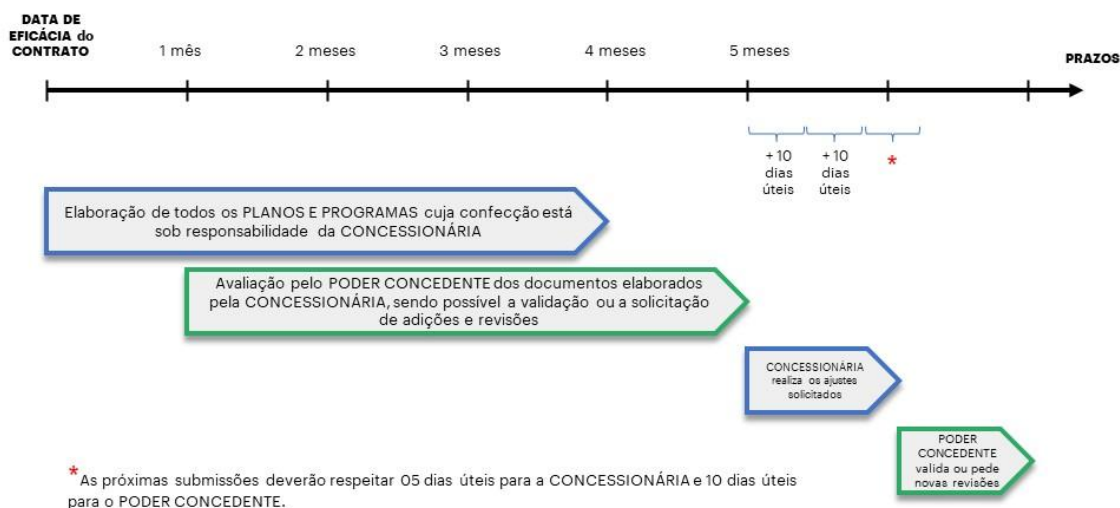 DATA DE
EFICÁCIA do
CONTRATO
1 mês
2 meses
3 meses
4 meses
5 meses
PRAZOS
+ 10
dias
úteis
+ 10
dias
úteis
*
Elaboração de todos os PLANOS E PROGRAMAS cuja confecção está
sob responsabilidade da CONCESSIONÁRIA
Avaliação pelo PODER CONCEDENTE dos documentos elaborados
pela CONCESSIONÁRIA, sendo possível a validação ou a solicitação
de adições e revisões
CONCESSIONÁRIA
realiza os ajustes
solicitados
PODER
CONCEDENTE
valida ou pede
novas revisões
*As próximas submissões deverão respeitar 05 dias úteis para a CONCESSIONÁRIA e 10 dias úteis
para o PODER CONCEDENTE.